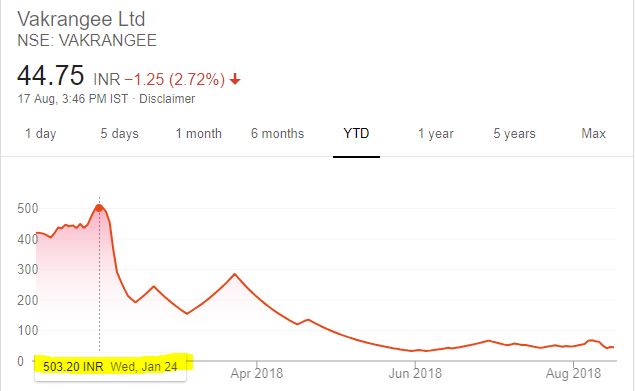 Vakrangee Ltd
NSE: VAKRANGEE
44.75 INR −1.25 (2.72%) ↓
17 Aug, 3:46 PM IST · Disclaimer
1 day 5 days 1 month 6 months YTD 1 year 5 years Max
500
400
300
200
100
0
503.20 INR Wed, Jan 24
Apr 2018 Jun 2018 Aug 2018